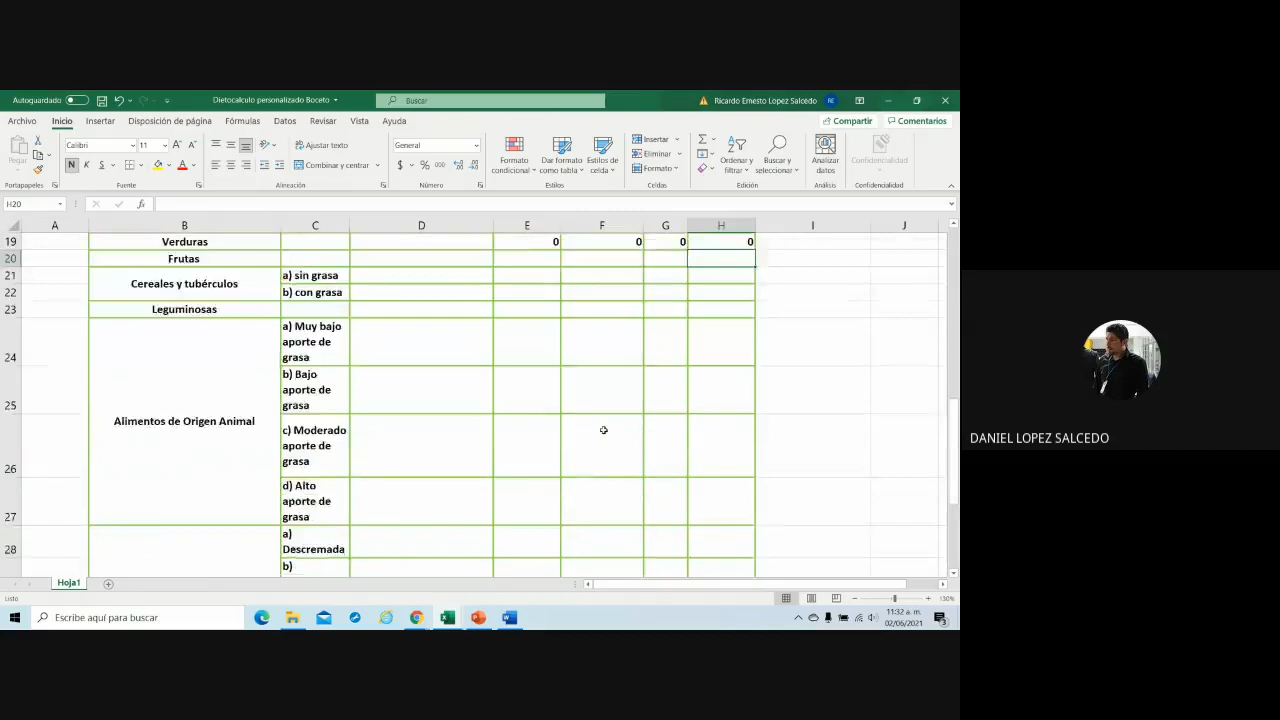 Autoguardado
Dietocalculo personalizado Boceto
Buscar
Ricardo Ernesto Lopez Salcedo
RE
Archivo Inicio Insertar Disposición de página Fórmulas Datos Revisar Vista Ayuda
Compartir Comentarios
Pegar
Calibri 11
N K S
Ajustar texto
Combinar y centrar
General
$ % 000
Formato condicional
Dar formato como tabla
Estilos de celda
Insertar
Eliminar
Formato
Ordenar y filtrar
Buscar y seleccionar
Analizar datos
Confidencialidad
Portapapeles Fuente Alineación Número Estilos Celdas Edición Análisis Confidencialidad
H20
fx
A B C D E F G H I J
19 Verduras 0 0 0 0
20 Frutas
21 Cereales y tubérculos a) sin grasa
22 b) con grasa
23 Leguminosas
24 a) Muy bajo
aporte de
grasa
25 b) Bajo
aporte de
grasa
Alimentos de Origen Animal
26 c) Moderado
aporte de
grasa
27 d) Alto
aporte de
grasa
28 a)
Descremada
b)
Hoja1
Listo
130%
Escribe aquí para buscar
11:32 a. m.
02/06/2021
3
DANIEL LOPEZ SALCEDO